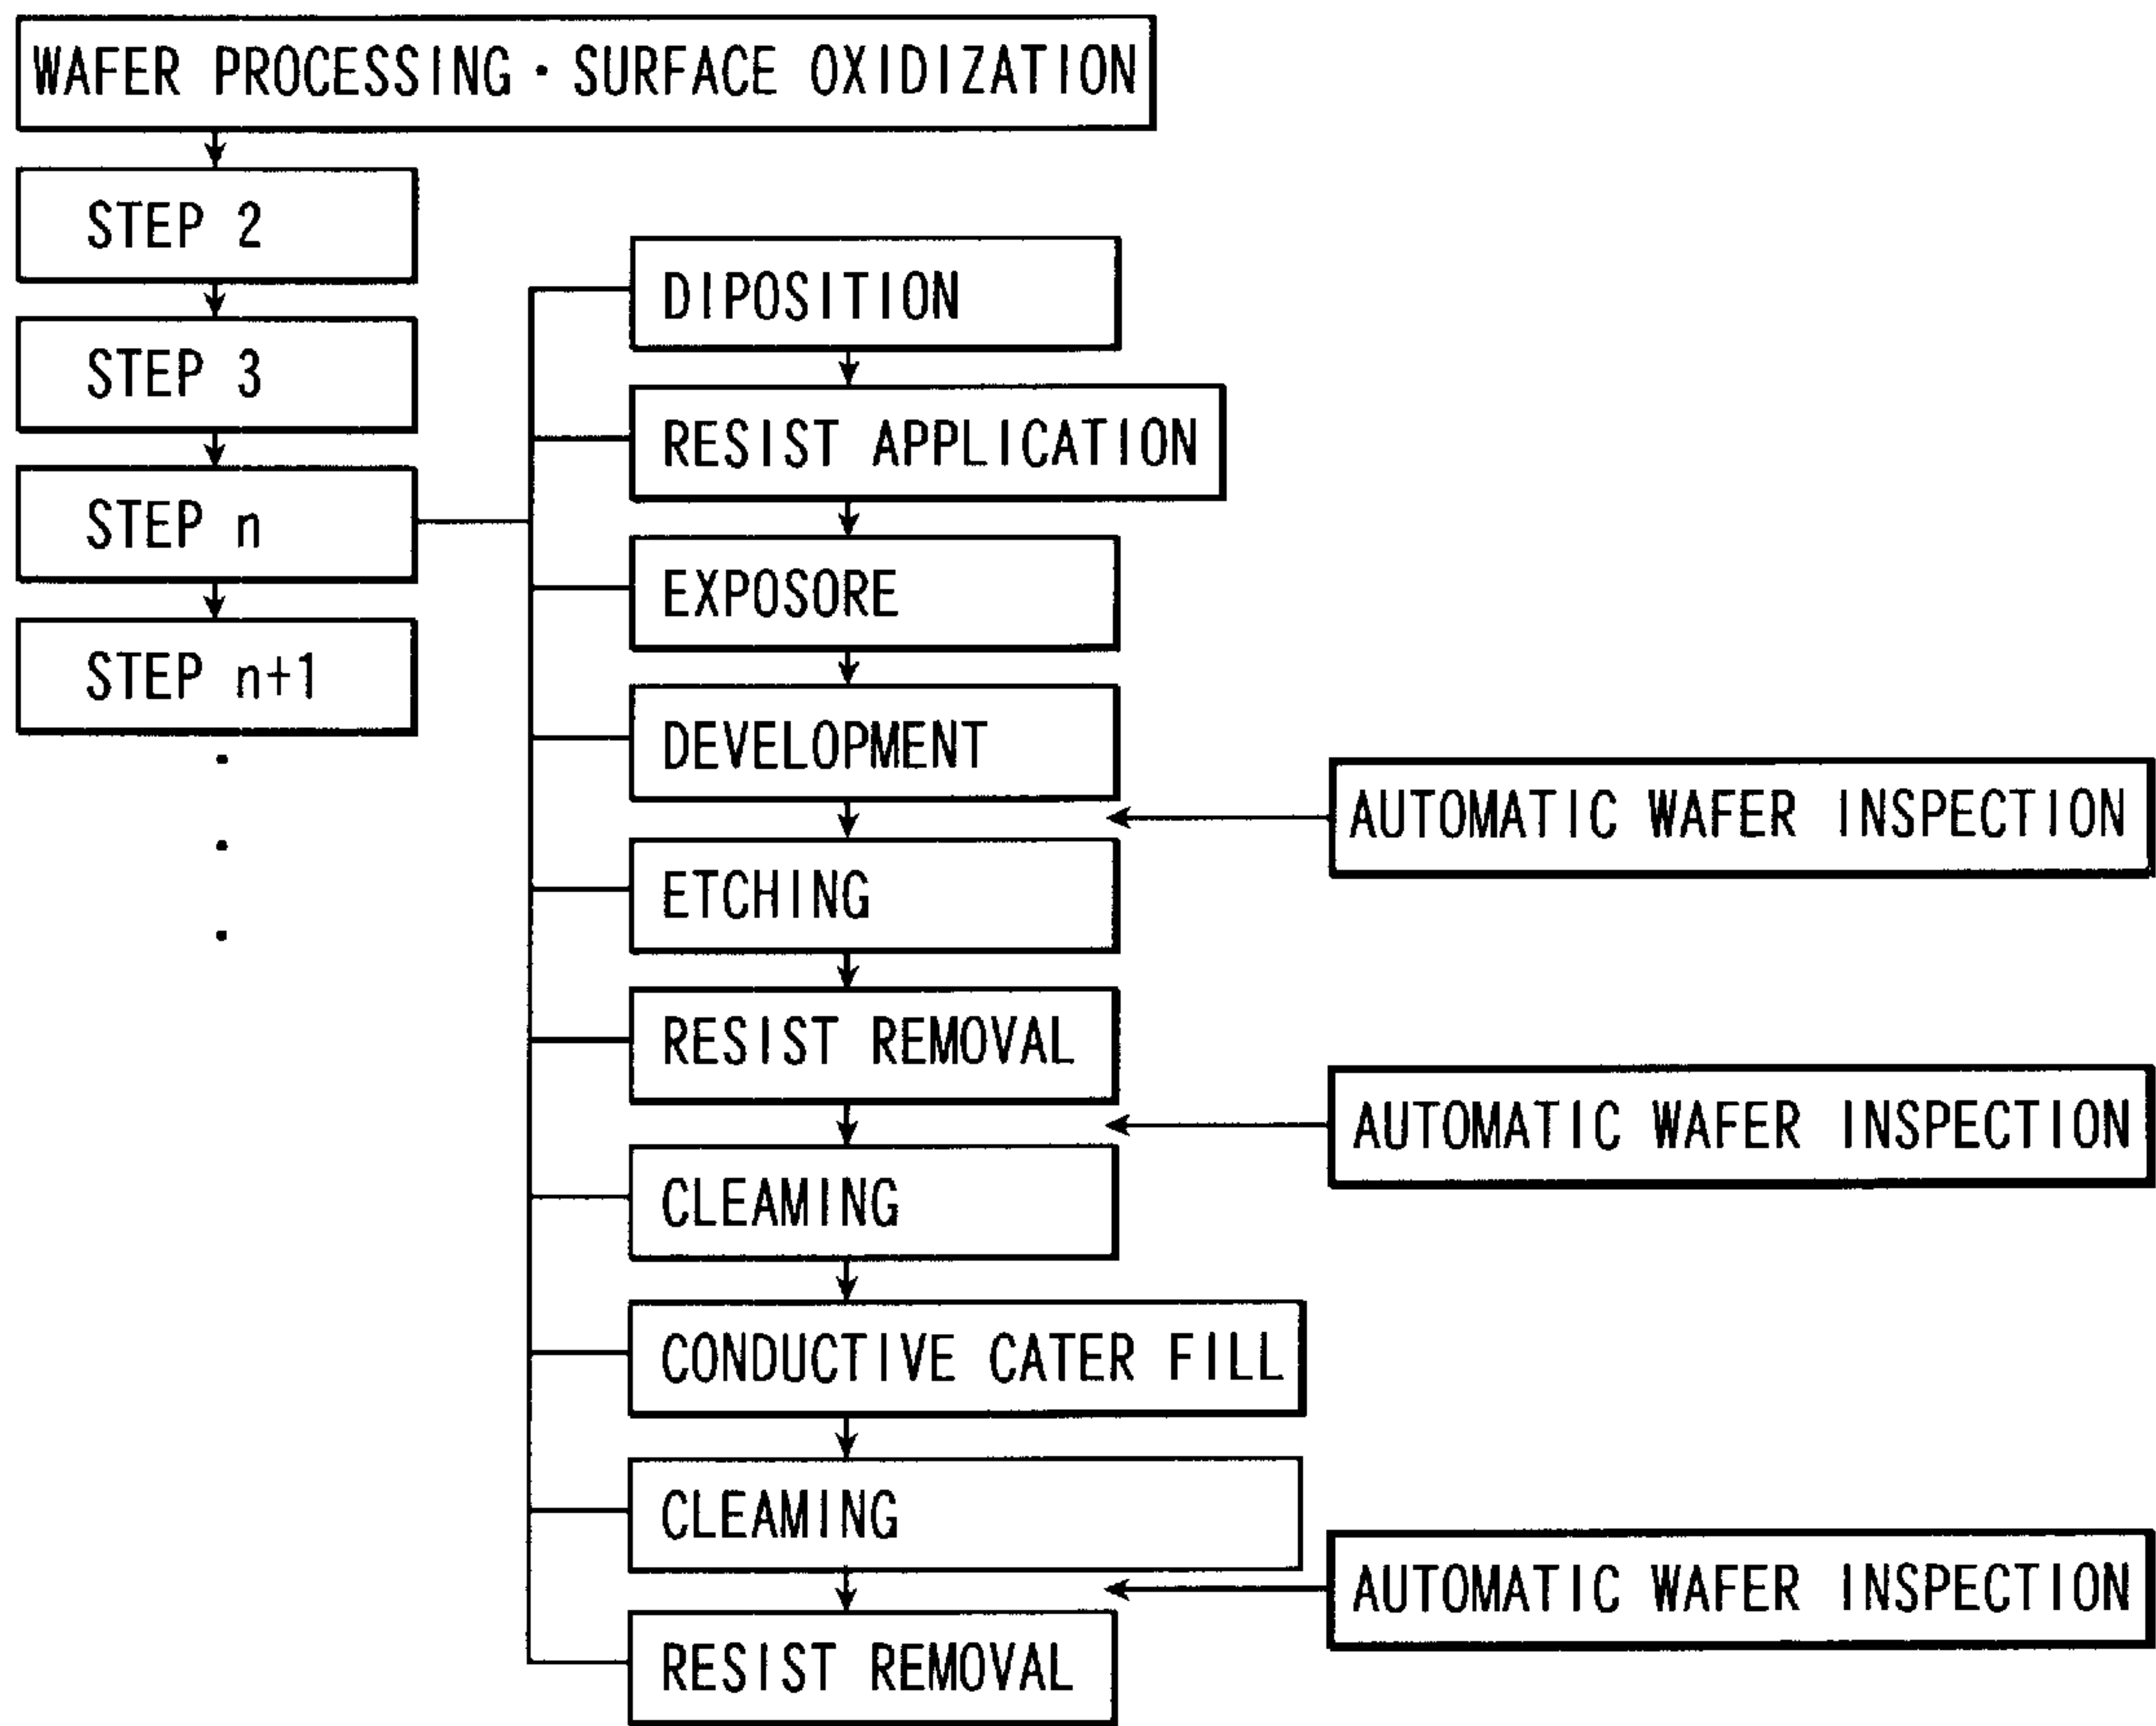 WAFER PROCESSING・SURFACE OXIDIZATION
STEP 2
STEP 3
STEP n
STEP n+1
DIPOSITION
RESIST APPLICATION
EXPOSORE
DEVELOPMENT
AUTOMATIC WAFER INSPECTION
ETCHING
RESIST REMOVAL
AUTOMATIC WAFER INSPECTION
CLEAMING
CONDUCTIVE CATER FILL
CLEAMING
AUTOMATIC WAFER INSPECTION
RESIST REMOVAL